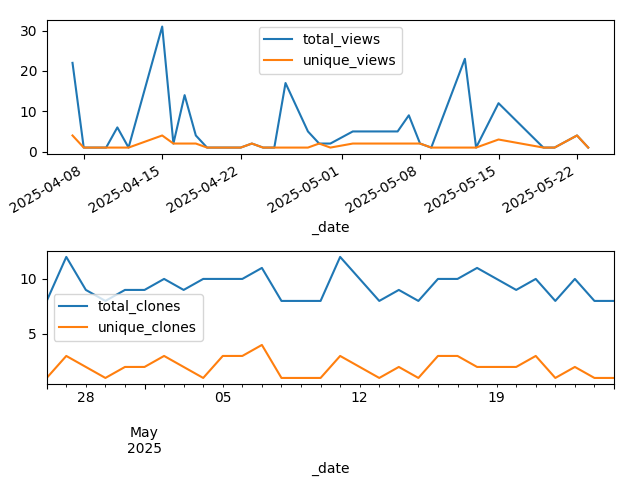 30
20
10
0
total_views
unique_views
2025-04-08
2025-04-15
2025-04-22
2025-05-01
2025-05-08
2025-05-15
2025-05-22
_date
10
5
total_clones
unique_clones
28
05
12
19
May
2025
_date